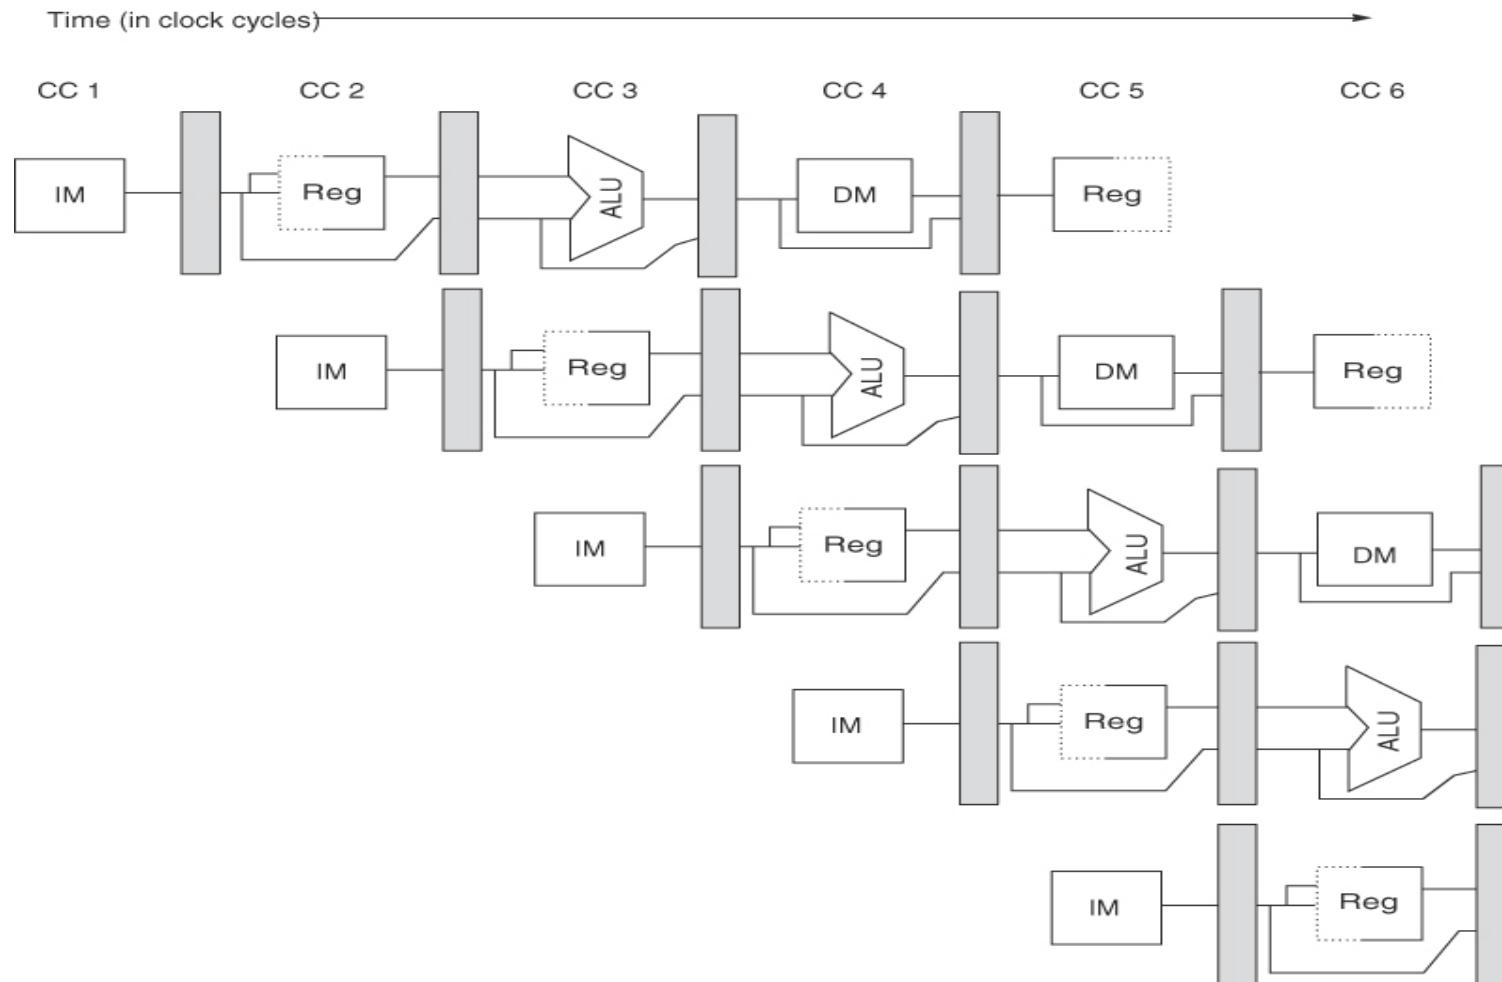 Time (in clock cycles)
CC 1 CC 2 CC 3 CC 4 CC 5 CC 6
IM Reg ALU DM Reg
IM Reg ALU DM Reg
IM Reg ALU DM
IM Reg ALU
IM Reg